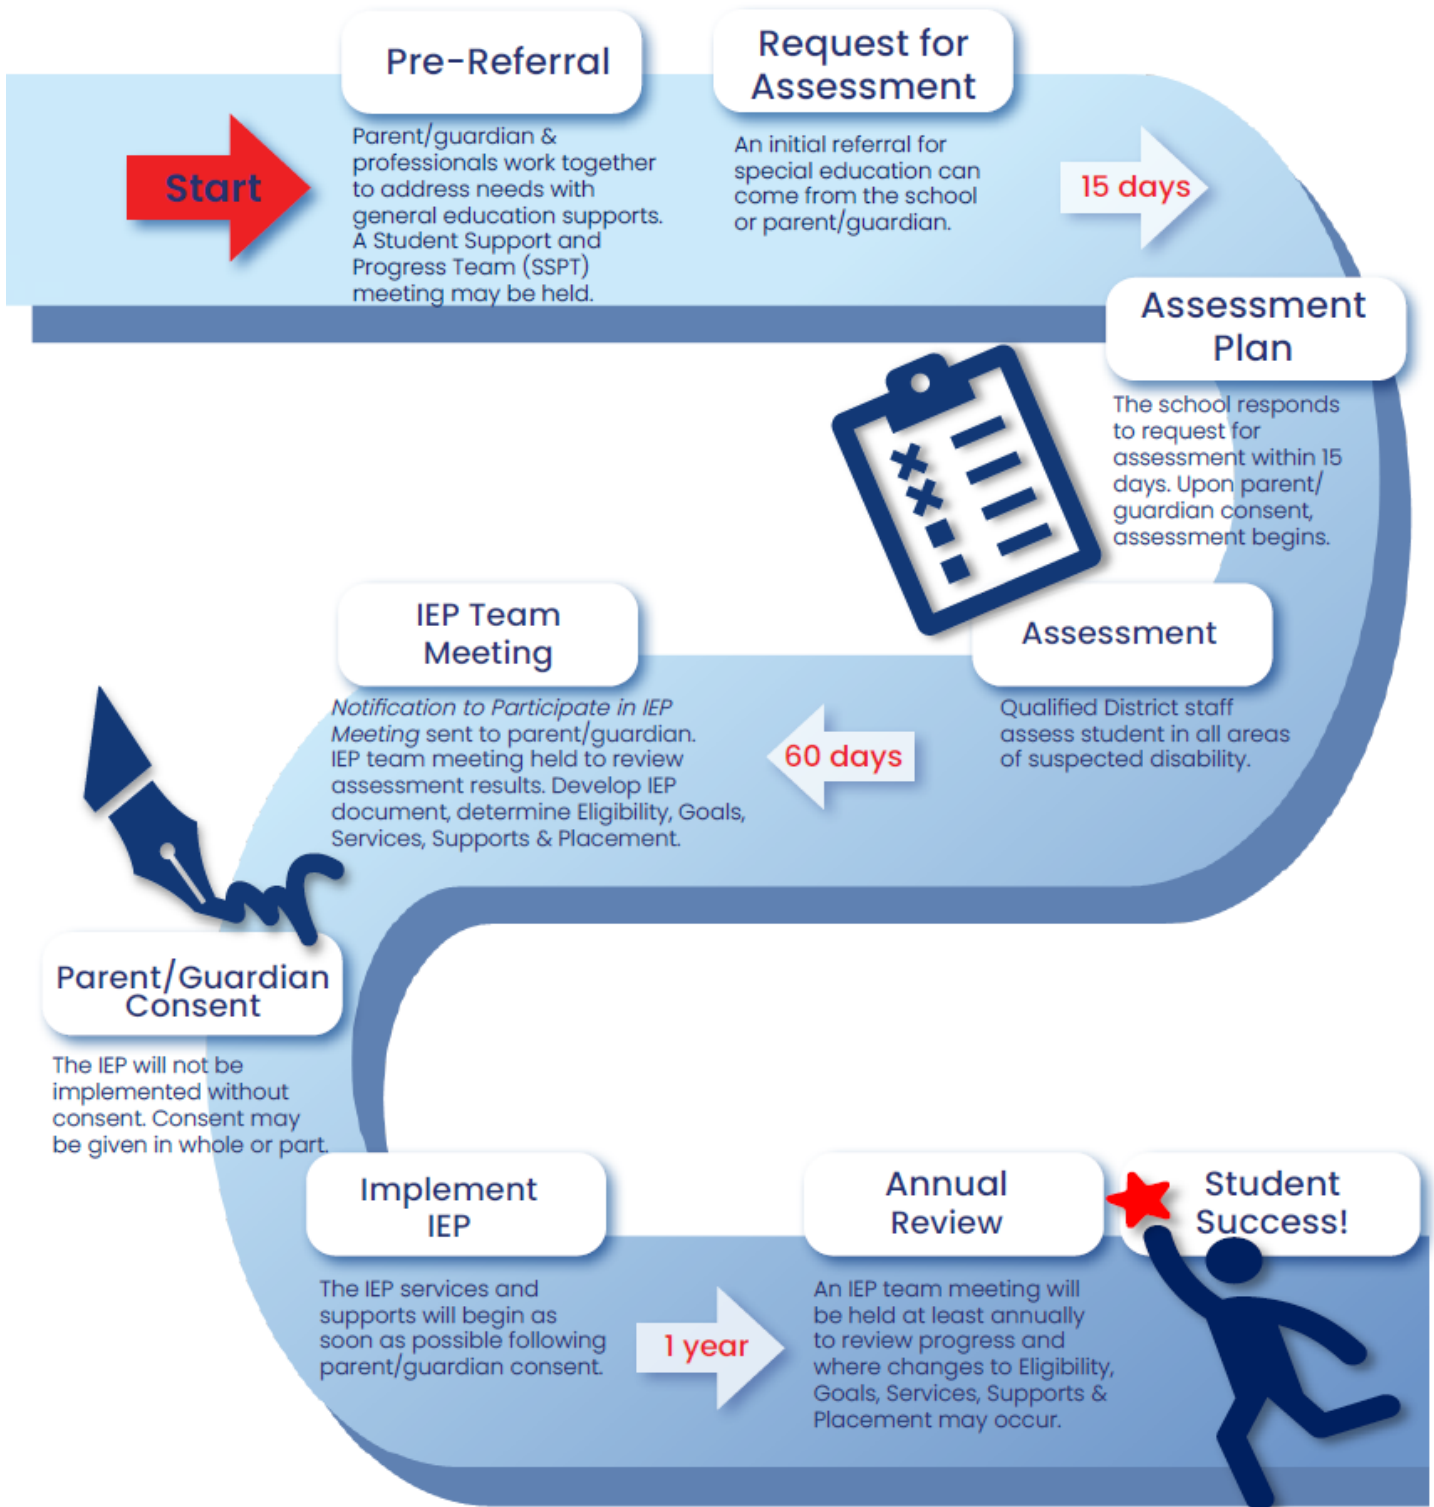 Pre-Referral
Request for
Assessment
Start
Parent/guardian &
professionals work together
to address needs with
general education supports.
A Student Support and
Progress Team (SSPT)
meeting may be held.
An initial referral for
special education can
come from the school
or parent/guardian.
15 days
Assessment
Plan
The school responds
to request for
assessment within 15
days. Upon parent/
guardian consent,
assessment begins.
Assessment
Qualified District staff
assess student in all areas
of suspected disability.
60 days
IEP Team
Meeting
Notification to Participate in IEP
Meeting sent to parent/guardian.
IEP team meeting held to review
assessment results. Develop IEP
document, determine Eligibility, Goals,
Services, Supports & Placement.
Parent/Guardian
Consent
The IEP will not be
implemented without
consent. Consent may
be given in whole or part.
Implement
IEP
The IEP services and
supports will begin as
soon as possible following
parent/guardian consent.
1 year
Annual
Review
An IEP team meeting will
be held at least annually
to review progress and
where changes to Eligibility,
Goals, Services, Supports &
Placement may occur.
Student
Success!